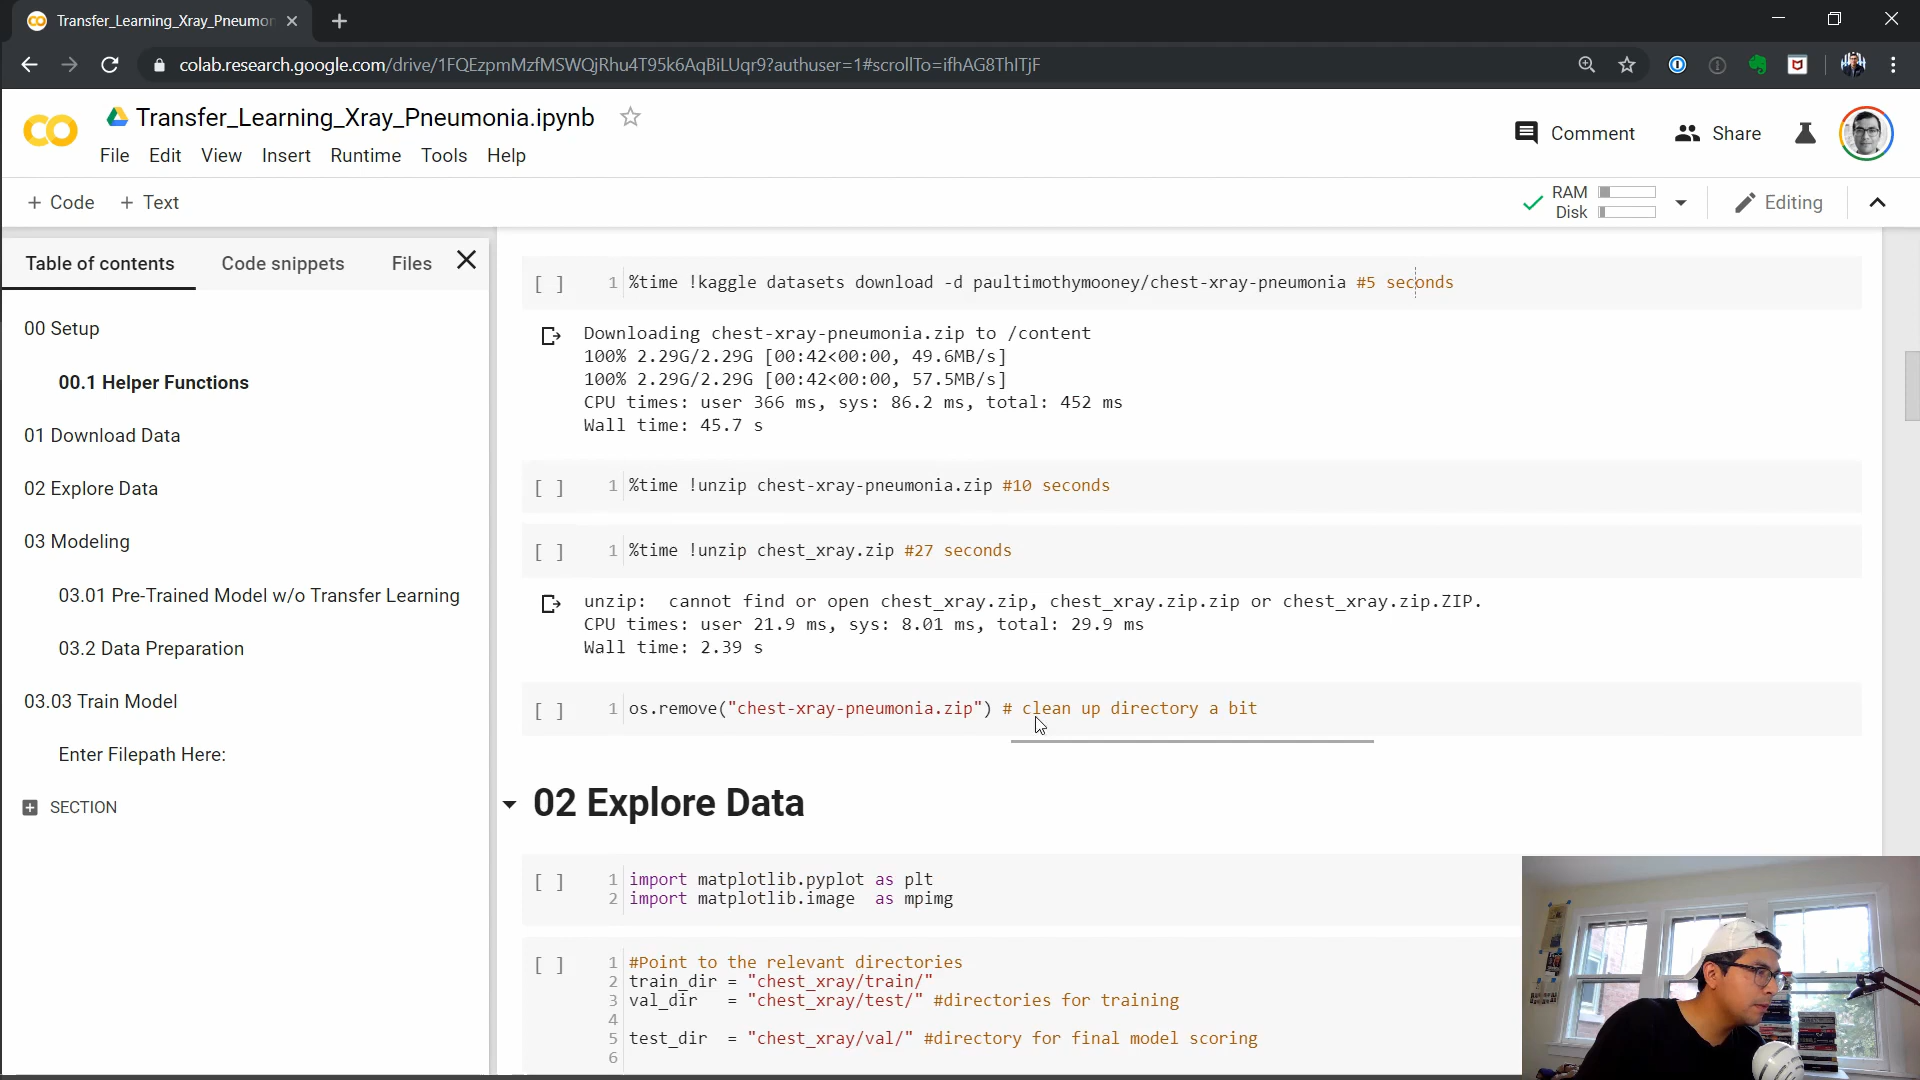 Transfer_Learning_Xray_Pneumon
colab.research.google.com/drive/1FQEzpmMzfMSWQjRhu4T95k6AqBiLUqr9?authuser=1#scrollTo=ifhAG8ThITjF
Transfer_Learning_Xray_Pneumonia.ipynb
File Edit View Insert Runtime Tools Help
Comment Share
+ Code + Text
RAM
Disk
Editing
Table of contents Code snippets Files
00 Setup
00.1 Helper Functions
01 Download Data
02 Explore Data
03 Modeling
03.01 Pre-Trained Model w/o Transfer Learning
03.2 Data Preparation
03.03 Train Model
Enter Filepath Here:
SECTION
[ ] 1 %time !kaggle datasets download -d paultimothymooney/chest-xray-pneumonia #5 seconds
Downloading chest-xray-pneumonia.zip to /content
100% 2.29G/2.29G [00:42<00:00, 49.6MB/s]
100% 2.29G/2.29G [00:42<00:00, 57.5MB/s]
CPU times: user 366 ms, sys: 86.2 ms, total: 452 ms
Wall time: 45.7 s
[ ] 1 %time !unzip chest-xray-pneumonia.zip #10 seconds
[ ] 1 %time !unzip chest_xray.zip #27 seconds
unzip:  cannot find or open chest_xray.zip, chest_xray.zip.zip or chest_xray.zip.ZIP.
CPU times: user 21.9 ms, sys: 8.01 ms, total: 29.9 ms
Wall time: 2.39 s
[ ] 1 os.remove("chest-xray-pneumonia.zip") # clean up directory a bit
02 Explore Data
[ ] 1 import matplotlib.pyplot as plt
2 import matplotlib.image  as mpimg
[ ] 1 #Point to the relevant directories
2 train_dir = "chest_xray/train/"
3 val_dir   = "chest_xray/test/" #directories for training
4
5 test_dir  = "chest_xray/val/" #directory for final model scoring
6